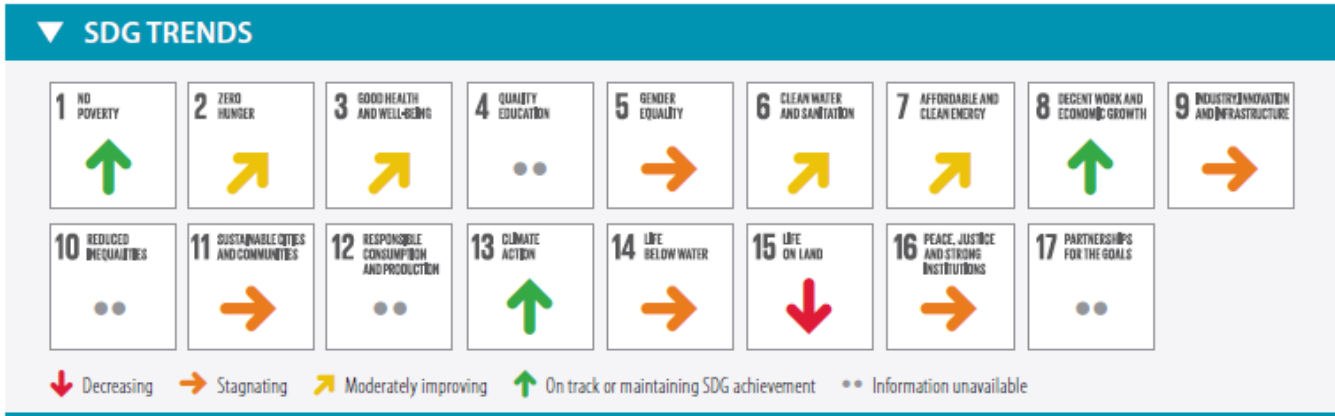 SDG TRENDS
1 NO POVERTY
2 ZERO HUNGER
3 GOOD HEALTH AND WELL-BEING
4 QUALITY EDUCATION
5 GENDER EQUALITY
6 CLEAN WATER AND SANITATION
7 AFFORDABLE AND CLEAN ENERGY
8 DECENT WORK AND ECONOMIC GROWTH
9 INDUSTRY, INNOVATION AND INFRASTRUCTURE
10 REDUCED INEQUALITIES
11 SUSTAINABLE CITIES AND COMMUNITIES
12 RESPONSIBLE CONSUMPTION AND PRODUCTION
13 CLIMATE ACTION
14 LIFE BELOW WATER
15 LIFE ON LAND
16 PEACE, JUSTICE AND STRONG INSTITUTIONS
17 PARTNERSHIPS FOR THE GOALS
Decreasing Stagnating Moderately improving On track or maintaining SDG achievement Information unavailable